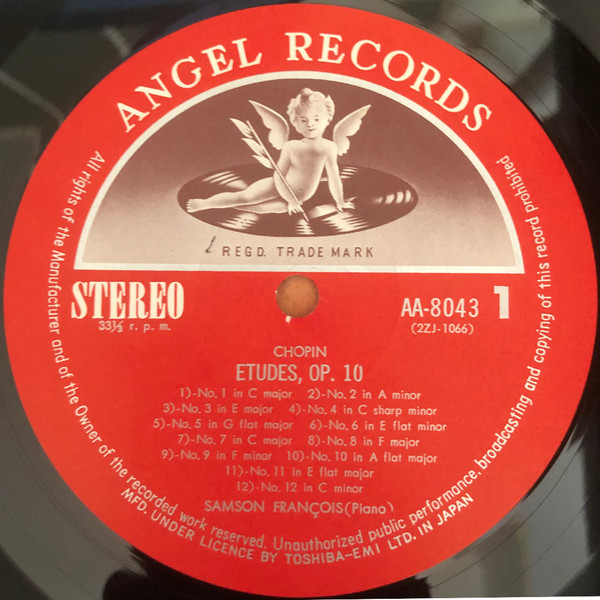 ANGEL RECORDS
REGD. TRADE MARK
STEREO
33⅓ r. p. m.
AA-8043 1
(2ZJ-1066)
CHOPIN
ETUDES, OP. 10
1)-No. 1 in C major 2)-No. 2 in A minor
3)-No. 3 in E major 4)-No. 4 in C sharp minor
5)-No. 5 in G flat major 6)-No. 6 in E flat minor
7)-No. 7 in C major 8)-No. 8 in F major
9)-No. 9 in F minor 10)-No. 10 in A flat major
11)-No. 11 in E flat major
12)-No. 12 in C minor
SAMSON FRANÇOIS (Piano)
All rights of the Manufacturer and of the Owner of the recorded work reserved. Unauthorized public performance, broadcasting and copying of this record prohibited
MFD. UNDER LICENCE BY TOSHIBA-EMI LTD. IN JAPAN